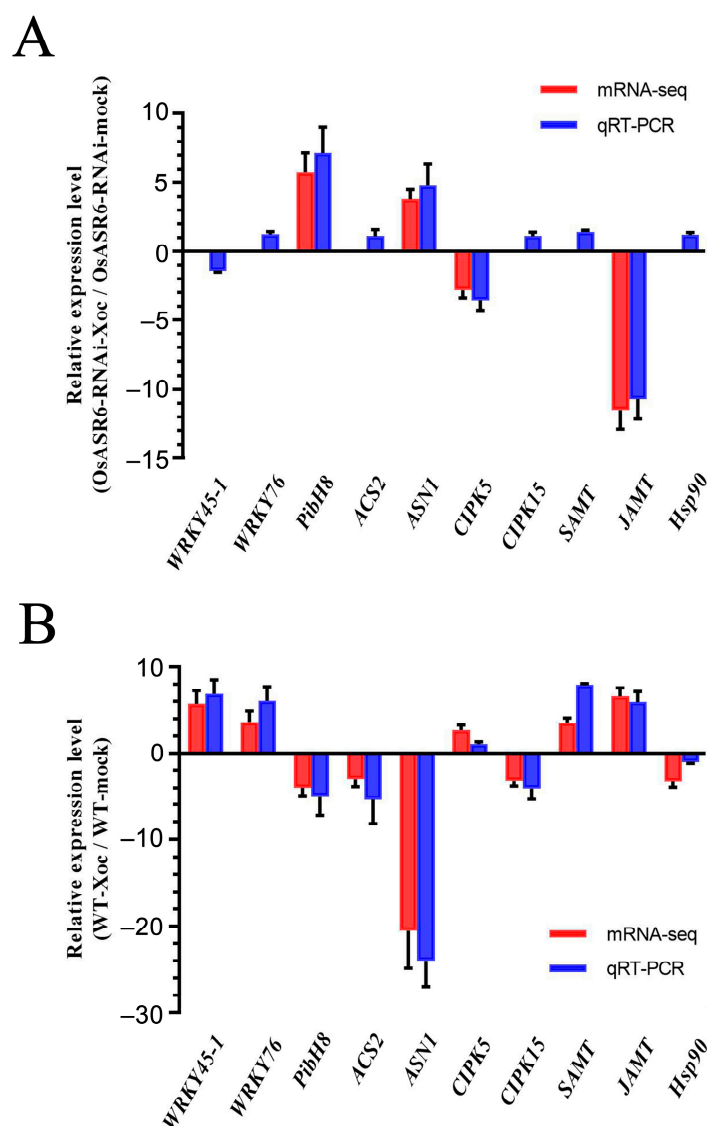 A
mRNA-seq
qRT-PCR
Relative expression level
(OsASR6-RNAi-Xoc / OsASR6-RNAi-mock)
10
5
0
−5
−10
−15
WRKY45-1
WRKY76
PibH8
ACS2
ASN1
CIPK5
CIPK15
SAMT
JAMT
Hsp90
B
Relative expression level
(WT-Xoc / WT-mock)
10
0
−10
−20
−30
mRNA-seq
qRT-PCR
WRKY45-1
WRKY76
PibH8
ACS2
ASN1
CIPK5
CIPK15
SAMT
JAMT
Hsp90